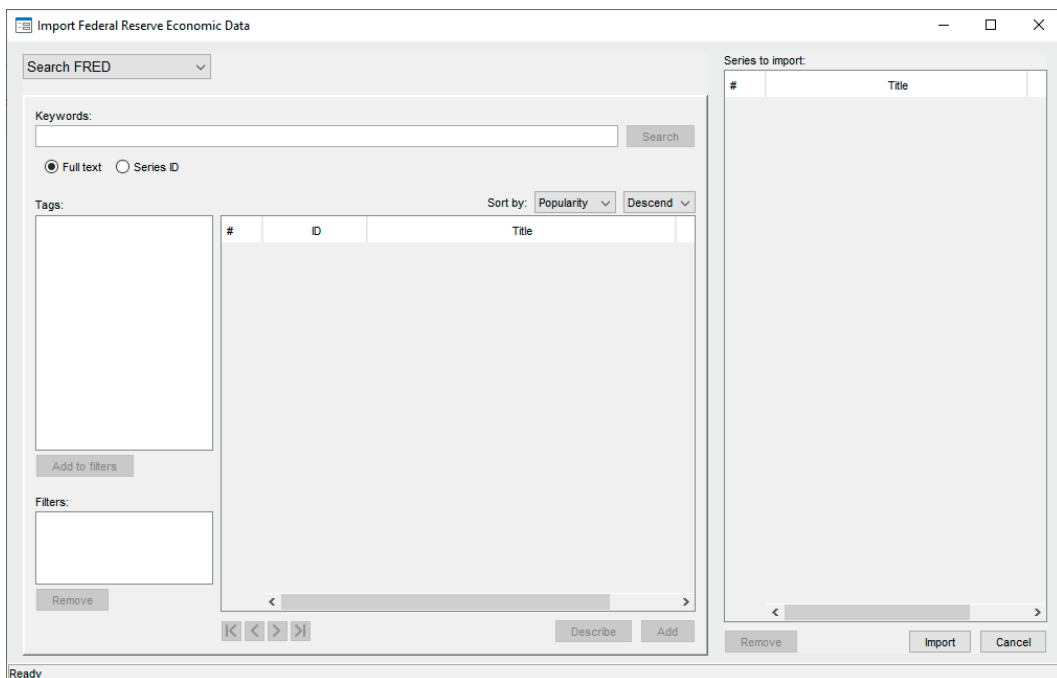 Import Federal Reserve Economic Data
Search FRED
Series to import:
# Title
Keywords:
Search
Full text Series ID
Tags:
Sort by: Popularity Descend
# ID Title
Add to filters
Filters:
Remove
Describe Add
Remove Import Cancel
Ready